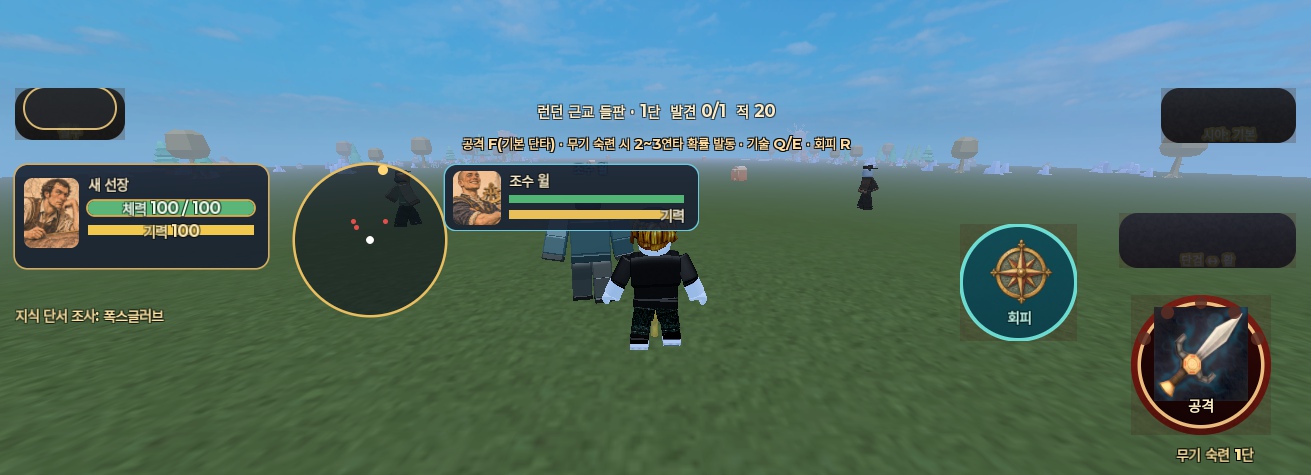 런던 근교 들판 · 1단 발견 0/1 적 20
공격 F(기본 단타) · 무기 숙련 시 2~3연타 확률 발동 · 기술 Q/E · 회피 R
새 선장
체력 100 / 100
기력 100
조수 윌
기력
지식 단서 조사: 폭스글러브
회피
공격
무기 숙련 1단